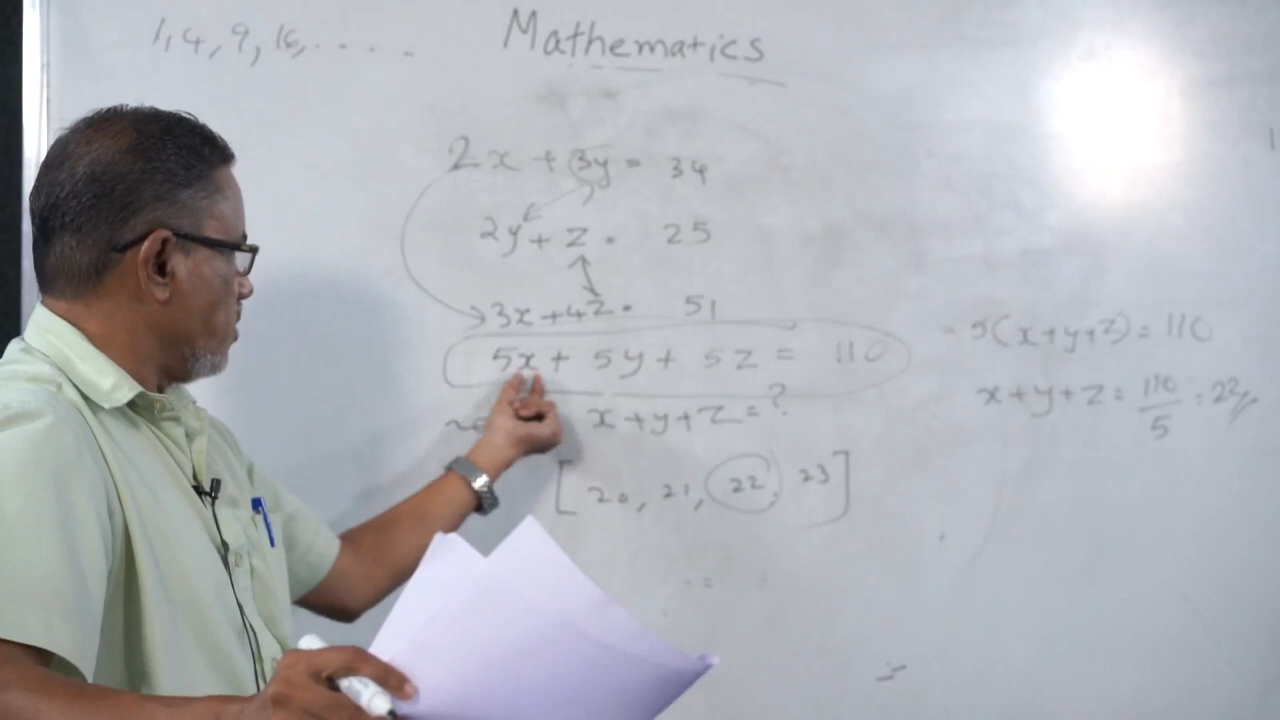 1, 4, 9, 16, . . . .
Mathematics
2x + 3y = 34
2y + z = 25
3x + 4z = 51
5x + 5y + 5z = 110
x + y + z = ?
[20, 21, 22, 23]
5(x+y+z) = 110
x+y+z = 110/5 = 22